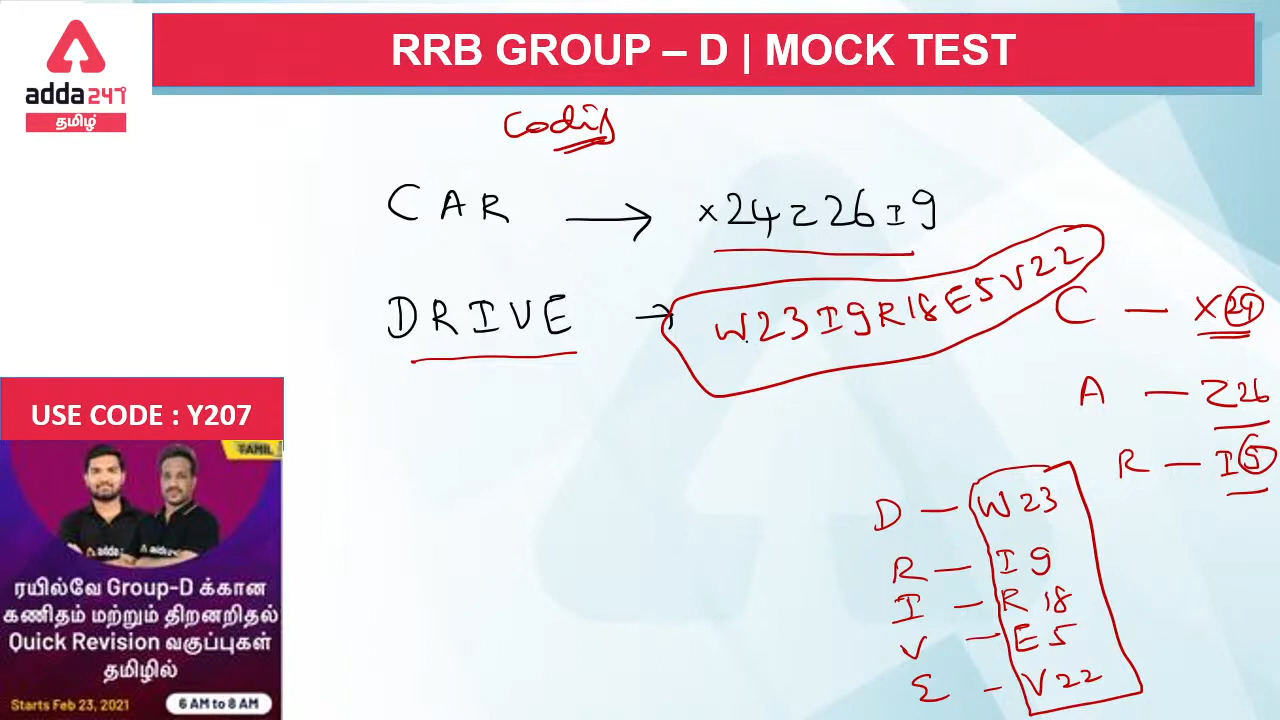 RRB GROUP – D | MOCK TEST
adda247
தமிழ்
CAR → X24Z26I9
DRIVE → W23I9R18E5V22
C — X24
A — Z26
R — I5
D — W23
R — I9
I — R18
V — E5
E - V22
USE CODE : Y207
TAMIL
ரயில்வே Group-D க்கான
கணிதம் மற்றும் திறனறிதல்
Quick Revision வகுப்புகள்
தமிழில்
Starts Feb 23, 2021
6 AM to 8 AM